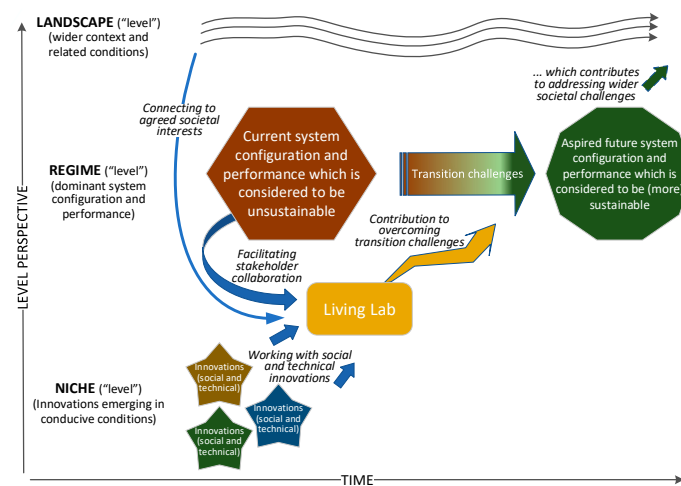 LANDSCAPE (“level”)
(wider context and
related conditions)
... which contributes
to addressing wider
societal challenges
Connecting to
agreed societal
interests
Current system
configuration and
performance which is
considered to be
unsustainable
Transition challenges
Aspired future system
configuration and
performance which is
considered to be (more)
sustainable
REGIME (“level”)
(dominant system
configuration and
performance)
Contribution to
overcoming
transition challenges
Facilitating
stakeholder
collaboration
Living Lab
Working with social
and technical
innovations
NICHE (“level”)
(Innovations emerging in
conducive conditions)
Innovations
(social and
technical)
Innovations
(social and
technical)
Innovations
(social and
technical)
LEVEL PERSPECTIVE
TIME